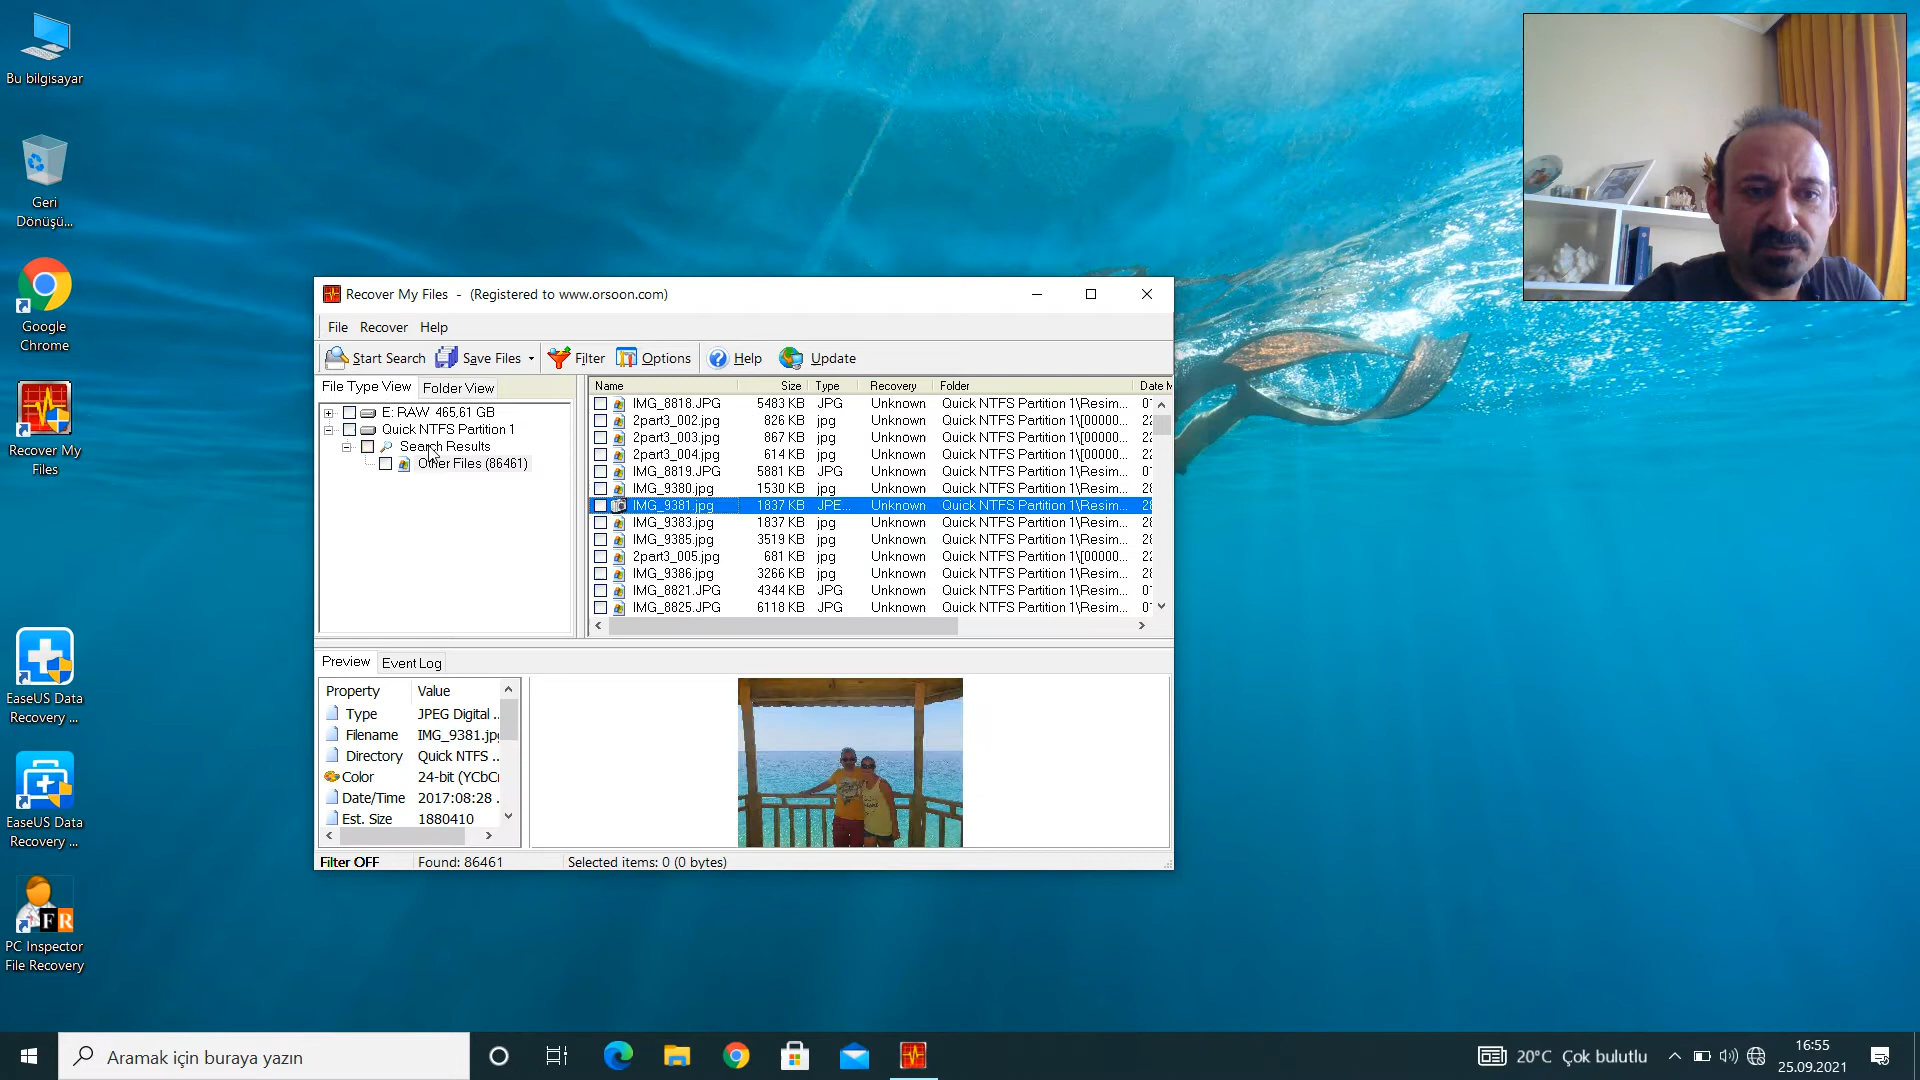 Bu bilgisayar
Geri
Dönüşü...
Google
Chrome
Recover My
Files
EaseUS Data
Recovery ...
EaseUS Data
Recovery ...
FR
PC Inspector
File Recovery
Recover My Files - (Registered to www.orsoon.com)
File Recover Help
Start Search Save Files Filter Options Help Update
File Type View Folder View
E: RAW 465,61 GB
Quick NTFS Partition 1
Search Results
Other Files (86461)
Name Size Type Recovery Folder Date M
IMG_8818.JPG 5483 KB JPG Unknown Quick NTFS Partition 1\Resim...
2part3_002.jpg 826 KB jpg Unknown Quick NTFS Partition 1\[00000...
2part3_003.jpg 867 KB jpg Unknown Quick NTFS Partition 1\[00000...
2part3_004.jpg 614 KB jpg Unknown Quick NTFS Partition 1\[00000...
IMG_8819.JPG 5881 KB JPG Unknown Quick NTFS Partition 1\Resim...
IMG_9380.jpg 1530 KB jpg Unknown Quick NTFS Partition 1\Resim...
IMG_9381.jpg 1837 KB JPE... Unknown Quick NTFS Partition 1\Resim...
IMG_9383.jpg 1837 KB jpg Unknown Quick NTFS Partition 1\Resim...
IMG_9385.jpg 3519 KB jpg Unknown Quick NTFS Partition 1\Resim...
2part3_005.jpg 681 KB jpg Unknown Quick NTFS Partition 1\[00000...
IMG_9386.jpg 3266 KB jpg Unknown Quick NTFS Partition 1\Resim...
IMG_8821.JPG 4344 KB JPG Unknown Quick NTFS Partition 1\Resim...
IMG_8825.JPG 6118 KB JPG Unknown Quick NTFS Partition 1\Resim...
Preview Event Log
Property Value
Type JPEG Digital ..
Filename IMG_9381.jpg
Directory Quick NTFS ..
Color 24-bit (YCbCr
Date/Time 2017:08:28 .
Est. Size 1880410
Filter OFF Found: 86461 Selected items: 0 (0 bytes)
Aramak için buraya yazın
20°C Çok bulutlu
16:55
25.09.2021